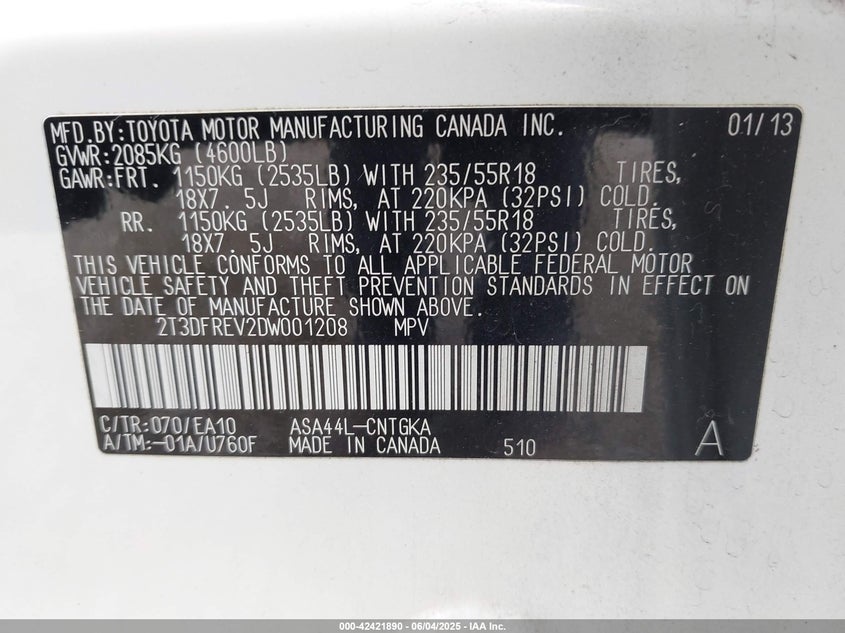 MFD.BY:TOYOTA MOTOR MANUFACTURING CANADA INC. 01/13
GVWR:2085KG (4600LB)
GAWR:FRT. 1150KG (2535LB) WITH 235/55R18 TIRES,
18X7.5J RIMS, AT 220KPA (32PSI) COLD.
RR. 1150KG (2535LB) WITH 235/55R18 TIRES,
18X7.5J RIMS, AT 220KPA (32PSI) COLD.
THIS VEHICLE CONFORMS TO ALL APPLICABLE FEDERAL MOTOR
VEHICLE SAFETY AND THEFT PREVENTION STANDARDS IN EFFECT ON
THE DATE OF MANUFACTURE SHOWN ABOVE.
2T3DFREV2DW001208 MPV
C/TR:070/EA10 ASA44L-CNTGKA
A/TM:-01A/U760F MADE IN CANADA 510 A
000-42421890 - 06/04/2025 - IAA Inc.